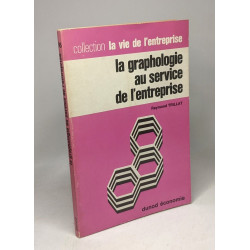 collection la vie de l'entreprise
la graphologie
au service
de l'entreprise
Raymond TRILLAT
dunod économie